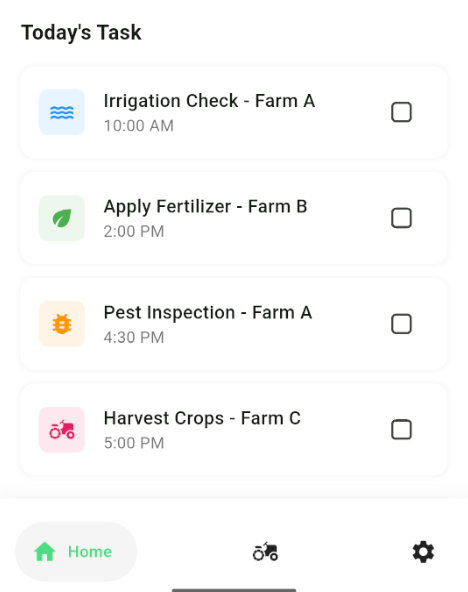 Today's Task
Irrigation Check - Farm A
10:00 AM
Apply Fertilizer - Farm B
2:00 PM
Pest Inspection - Farm A
4:30 PM
Harvest Crops - Farm C
5:00 PM
Home